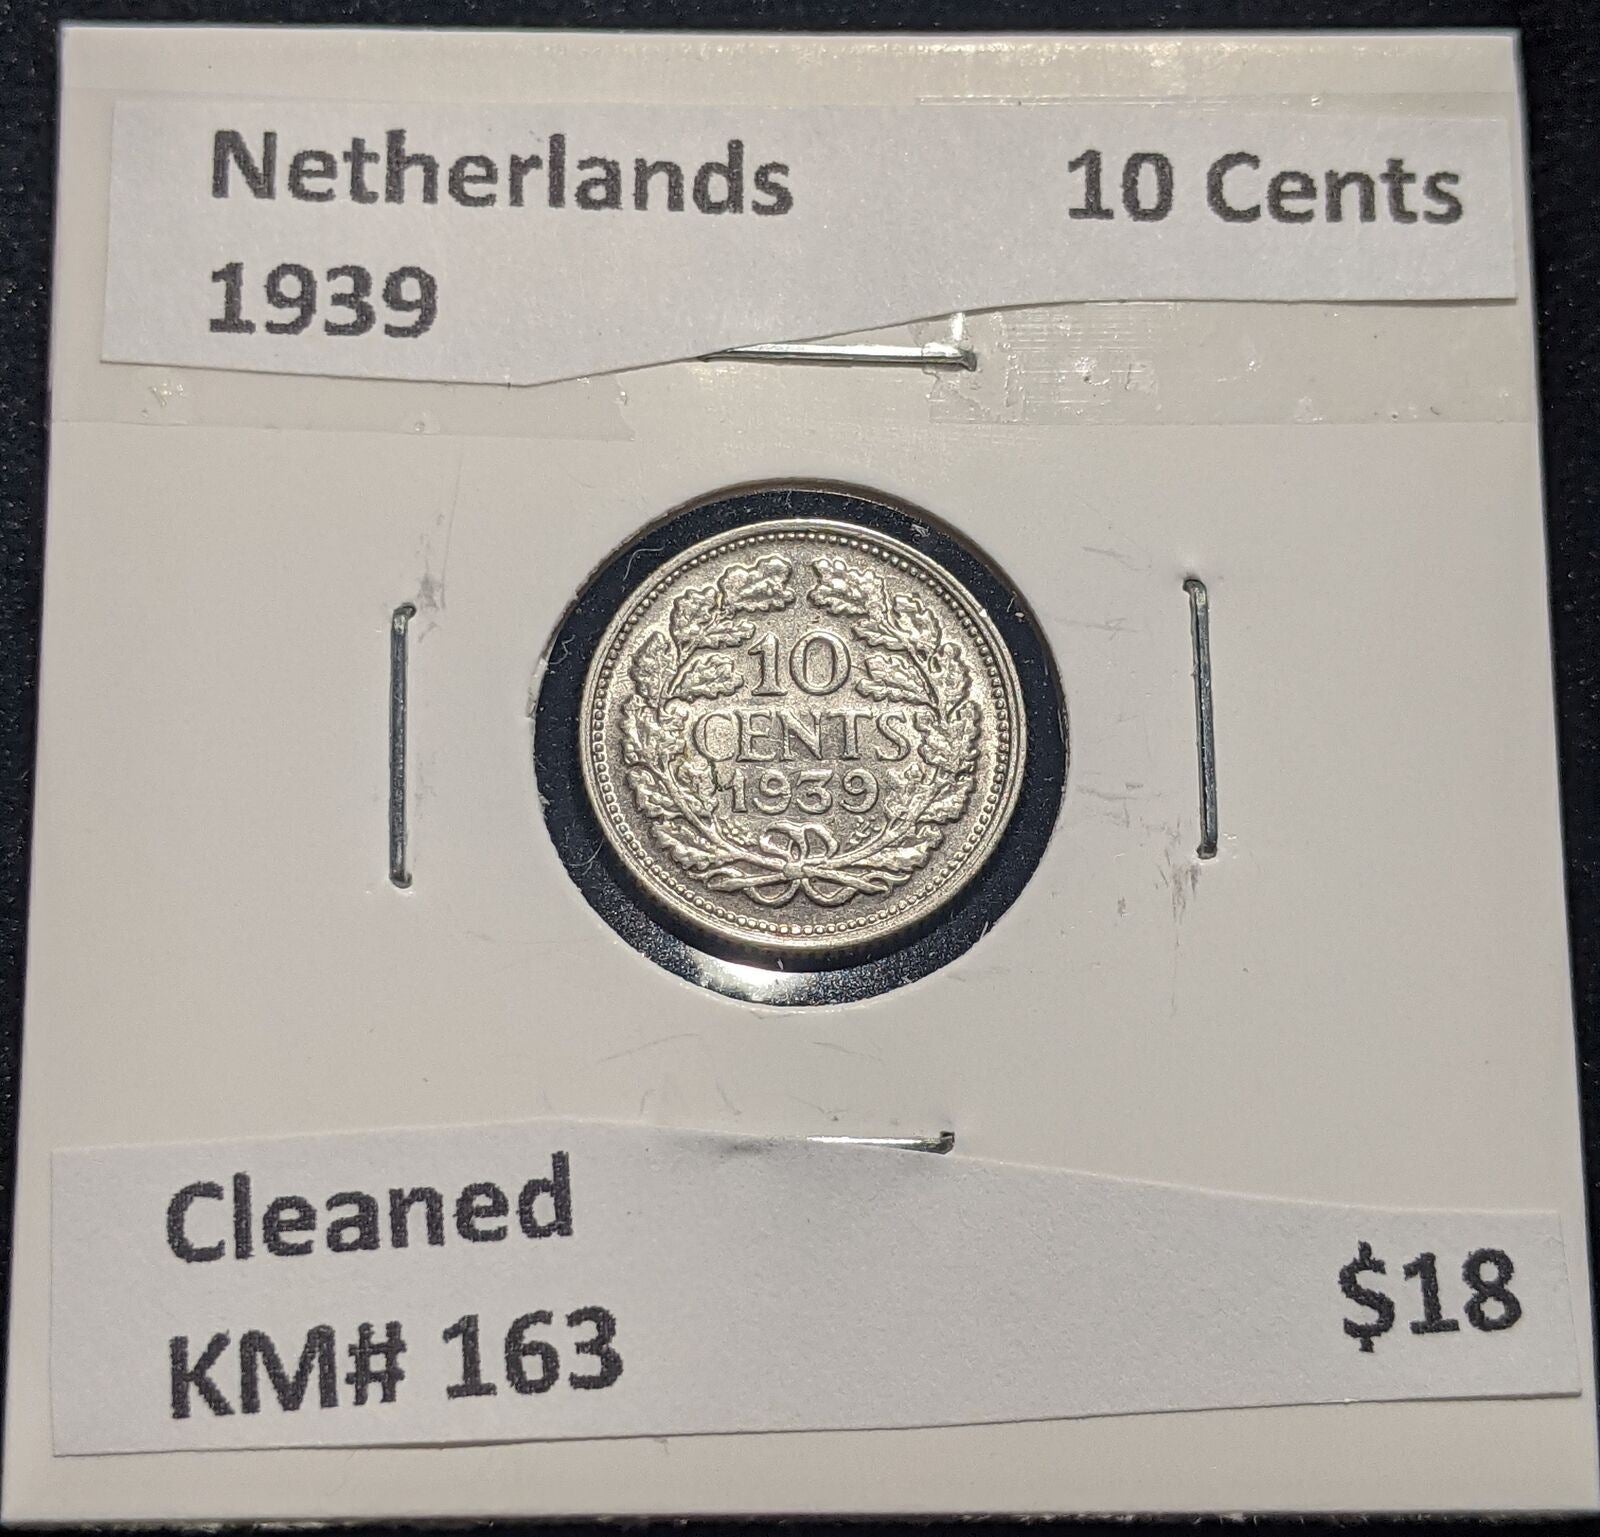 Netherlands 10 Cents
1939
10
CENTS
1939
Cleaned
KM# 163 $18